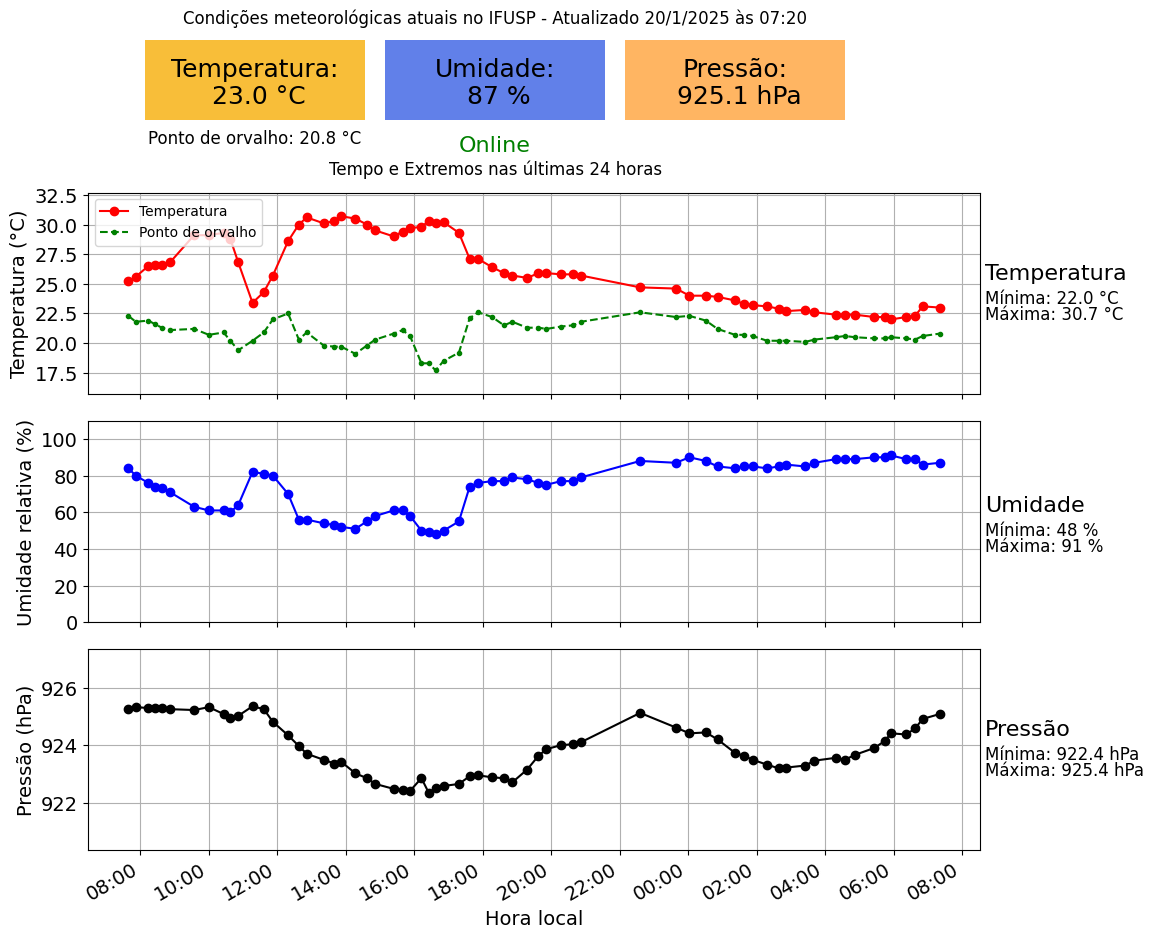 Condições meteorológicas atuais no IFUSP - Atualizado 20/1/2025 às 07:20
Temperatura:
23.0 °C
Umidade:
87 %
Pressão:
925.1 hPa
Ponto de orvalho: 20.8 °C
Online
Tempo e Extremos nas últimas 24 horas
Temperatura (°C)
32.5
30.0
27.5
25.0
22.5
20.0
17.5
Temperatura
Ponto de orvalho
Temperatura
Mínima: 22.0 °C
Máxima: 30.7 °C
Umidade relativa (%)
100
80
60
40
20
0
Umidade
Mínima: 48 %
Máxima: 91 %
Pressão (hPa)
926
924
922
Pressão
Mínima: 922.4 hPa
Máxima: 925.4 hPa
08:00 10:00 12:00 14:00 16:00 18:00 20:00 22:00 00:00 02:00 04:00 06:00 08:00
Hora local